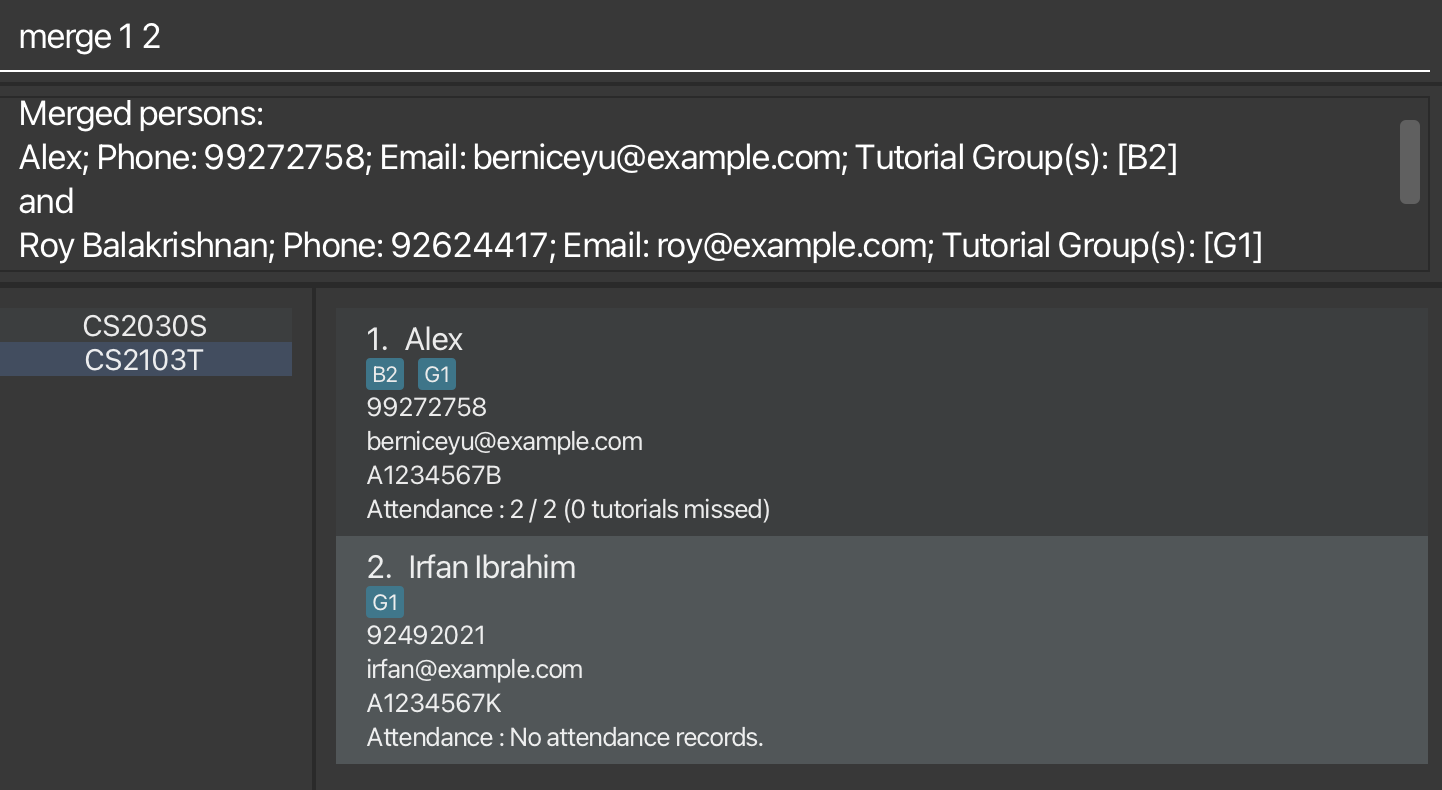 merge 1 2
Merged persons:
Alex; Phone: 99272758; Email: berniceyu@example.com; Tutorial Group(s): [B2]
and
Roy Balakrishnan; Phone: 92624417; Email: roy@example.com; Tutorial Group(s): [G1]
CS2030S
CS2103T
1. Alex
B2 G1
99272758
berniceyu@example.com
A1234567B
Attendance : 2 / 2 (0 tutorials missed)
2. Irfan Ibrahim
G1
92492021
irfan@example.com
A1234567K
Attendance : No attendance records.